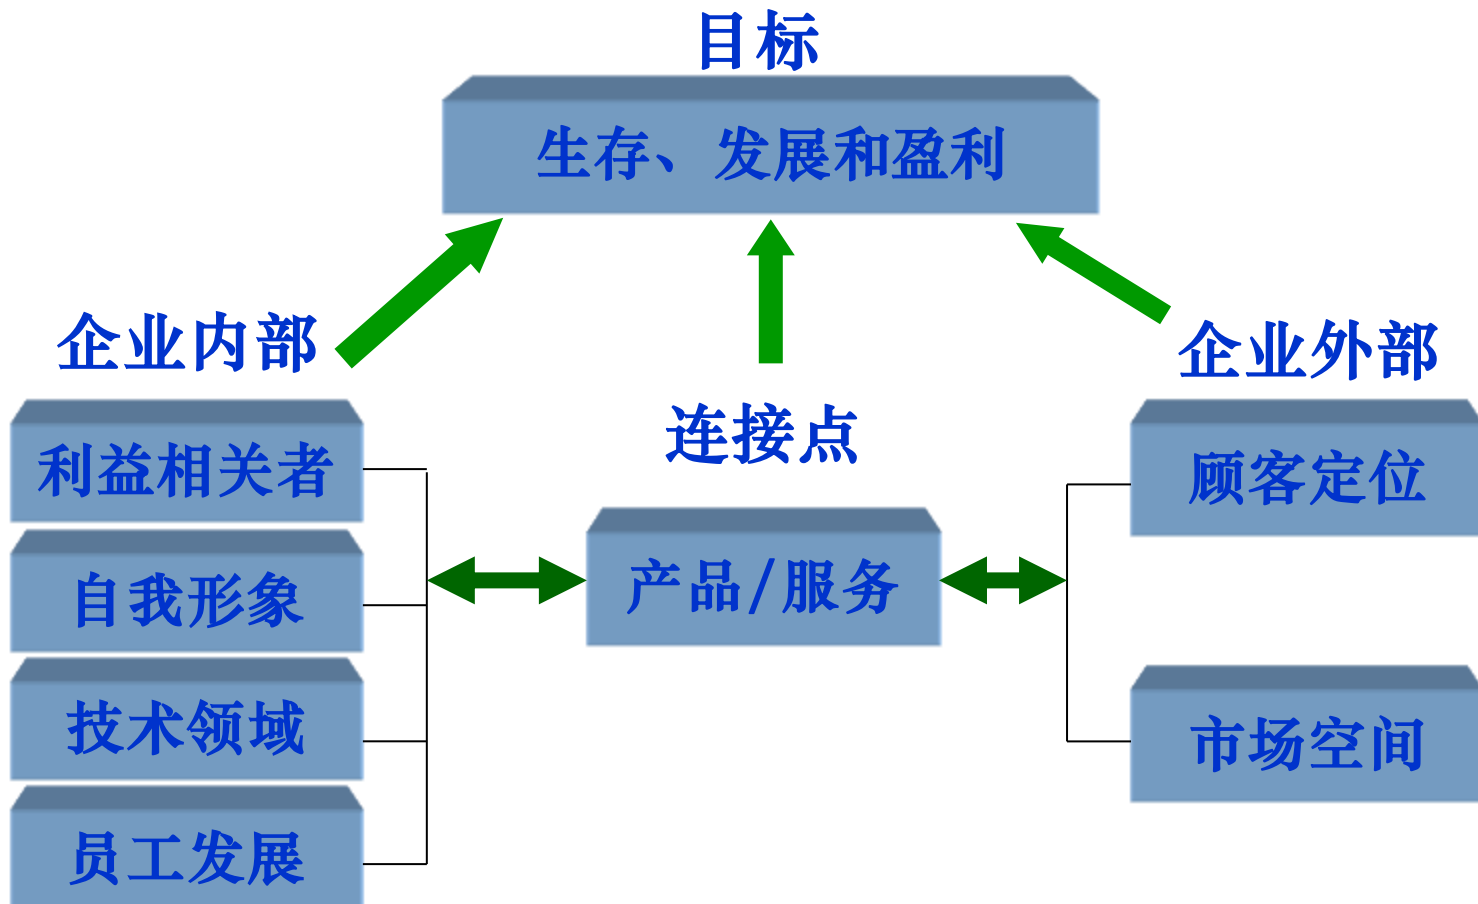 目标
生存、发展和盈利
企业内部
企业外部
连接点
利益相关者
顾客定位
自我形象
产品/服务
技术领域
市场空间
员工发展